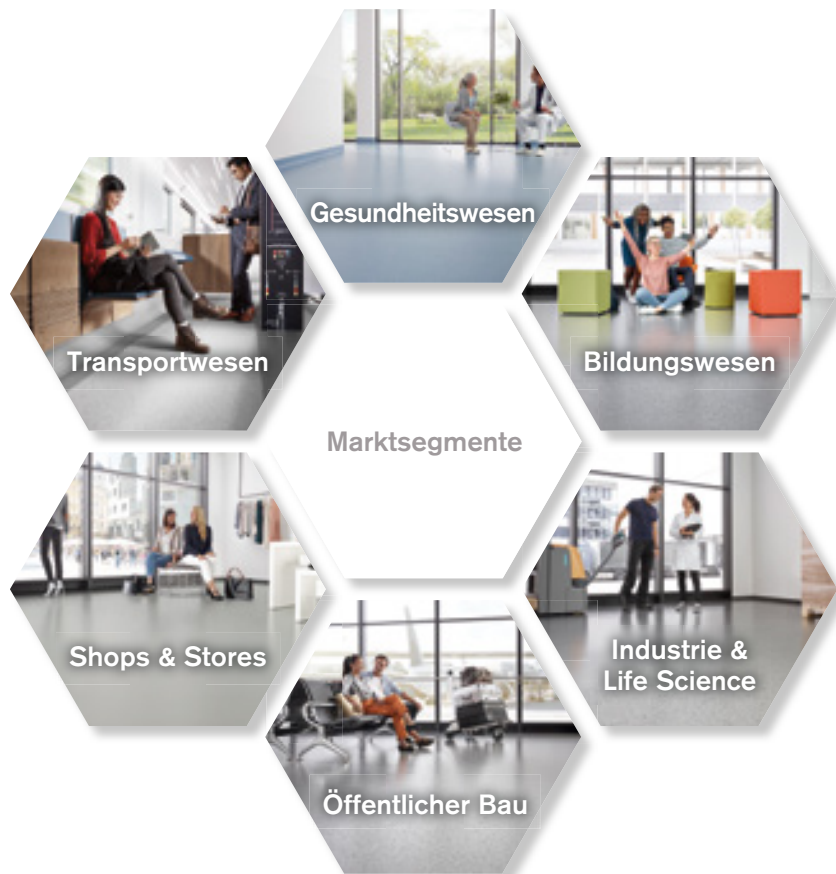 Gesundheitswesen
Transportwesen
Bildungswesen
Marktsegmente
Shops & Stores
Industrie &
Life Science
Öffentlicher Bau